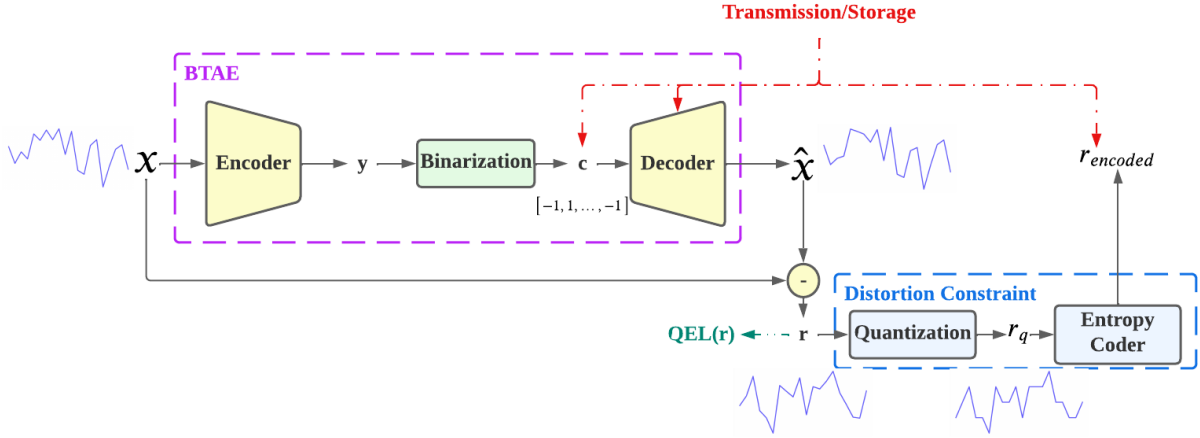 Transmission/Storage
BTAE
x
Encoder
y
Binarization
c
Decoder
x̂
r_encoded
[-1, 1, ..., -1]
-
Distortion Constraint
QEL(r)
r
Quantization
r_q
Entropy
Coder